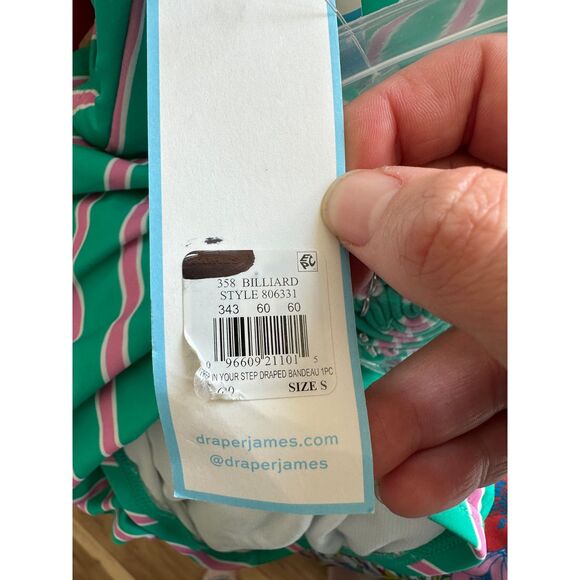 358 BILLIARD
STYLE 806331
343 60 60
0 96609 21101 5
IN YOUR STEP DRAPED BANDEAU 1PC
SIZE S
draperjames.com
@draperjames